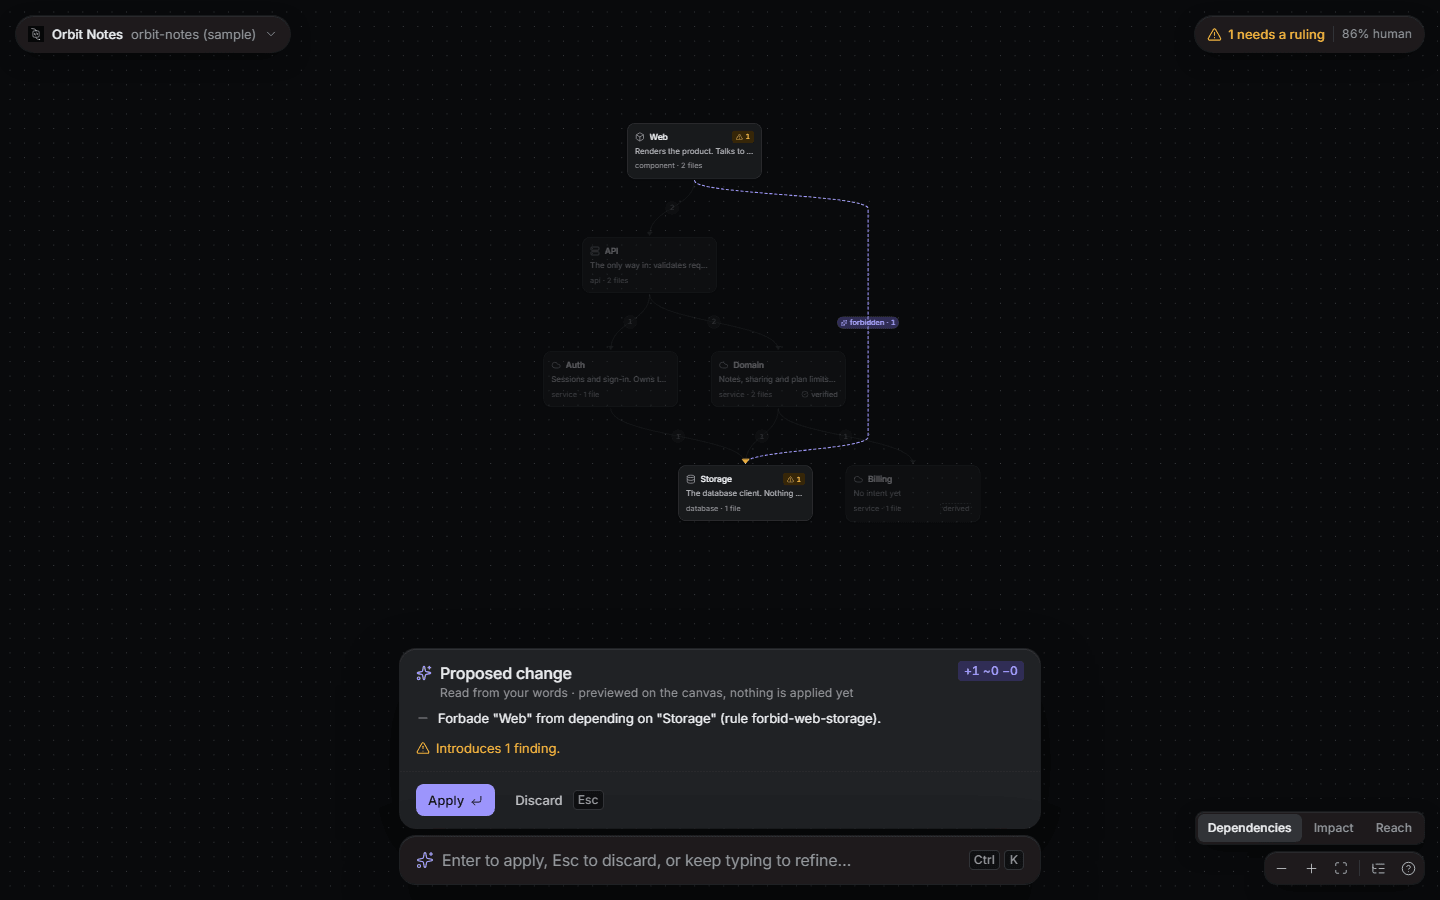 Orbit Notes orbit-notes (sample)
1 needs a ruling 86% human
Web 1
Renders the product. Talks to ...
component · 2 files
2
API
The only way in: validates req...
api · 2 files
1 2
forbidden · 1
Auth
Sessions and sign-in. Owns t...
service · 1 file
Domain
Notes, sharing and plan limits...
service · 2 files verified
1 1 1
Storage 1
The database client. Nothing ...
database · 1 file
Billing
No intent yet
service · 1 file derived
Proposed change +1 ~0 −0
Read from your words · previewed on the canvas, nothing is applied yet
— Forbade "Web" from depending on "Storage" (rule forbid-web-storage).
Introduces 1 finding.
Apply Discard Esc
Enter to apply, Esc to discard, or keep typing to refine... Ctrl K
Dependencies Impact Reach